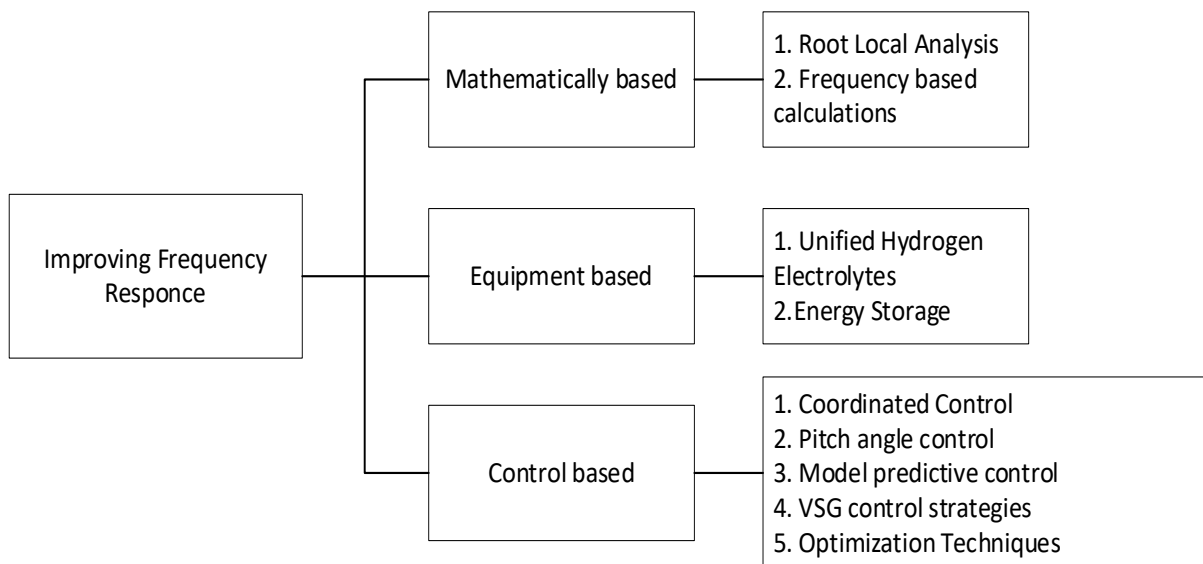 Improving Frequency
Responce
Mathematically based
1. Root Local Analysis
2. Frequency based
calculations
Equipment based
1. Unified Hydrogen
Electrolytes
2.Energy Storage
Control based
1. Coordinated Control
2. Pitch angle control
3. Model predictive control
4. VSG control strategies
5. Optimization Techniques